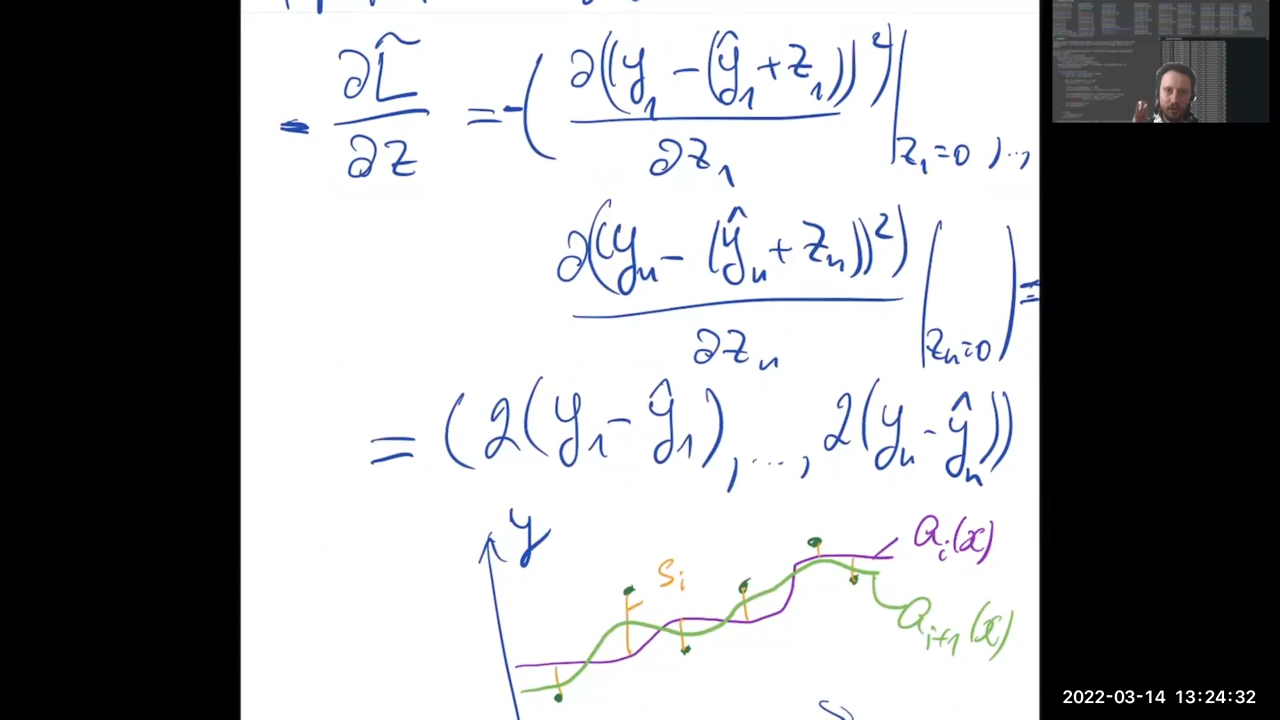 - ∂L̃/∂z = -( ∂((y₁ - (ŷ₁ + z₁))²)/∂z₁ |z₁=0 , ...,
∂((yₙ - (ŷₙ + zₙ))²)/∂zₙ |zₙ=0 ) =
= (2(y₁ - ŷ₁), ..., 2(yₙ - ŷₙ))
y
aᵢ(x)
sᵢ
aᵢ₊₁(x)
2022-03-14 13:24:32